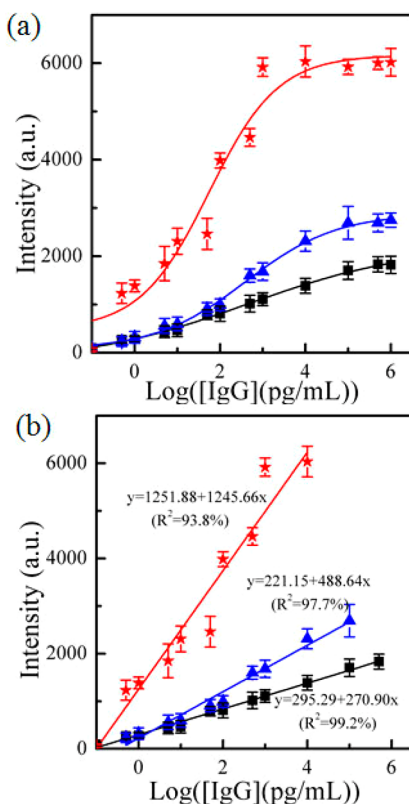 (a)
6000
4000
2000
0
Intensity (a.u.)
0 2 4 6
Log([IgG](pg/mL))
(b)
6000
4000
2000
0
Intensity (a.u.)
y=1251.88+1245.66x
(R²=93.8%)
y=221.15+488.64x
(R²=97.7%)
y=295.29+270.90x
(R²=99.2%)
0 2 4 6
Log([IgG](pg/mL))